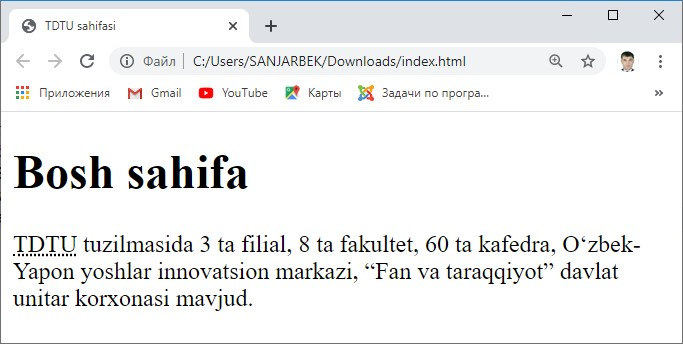 TDTU sahifasi
Файл C:/Users/SANJARBEK/Downloads/index.html
Приложения Gmail YouTube Карты Задачи по програ...
Bosh sahifa
TDTU tuzilmasida 3 ta filial, 8 ta fakultet, 60 ta kafedra, O‘zbek-
Yapon yoshlar innovatsion markazi, “Fan va taraqqiyot” davlat
unitar korxonasi mavjud.